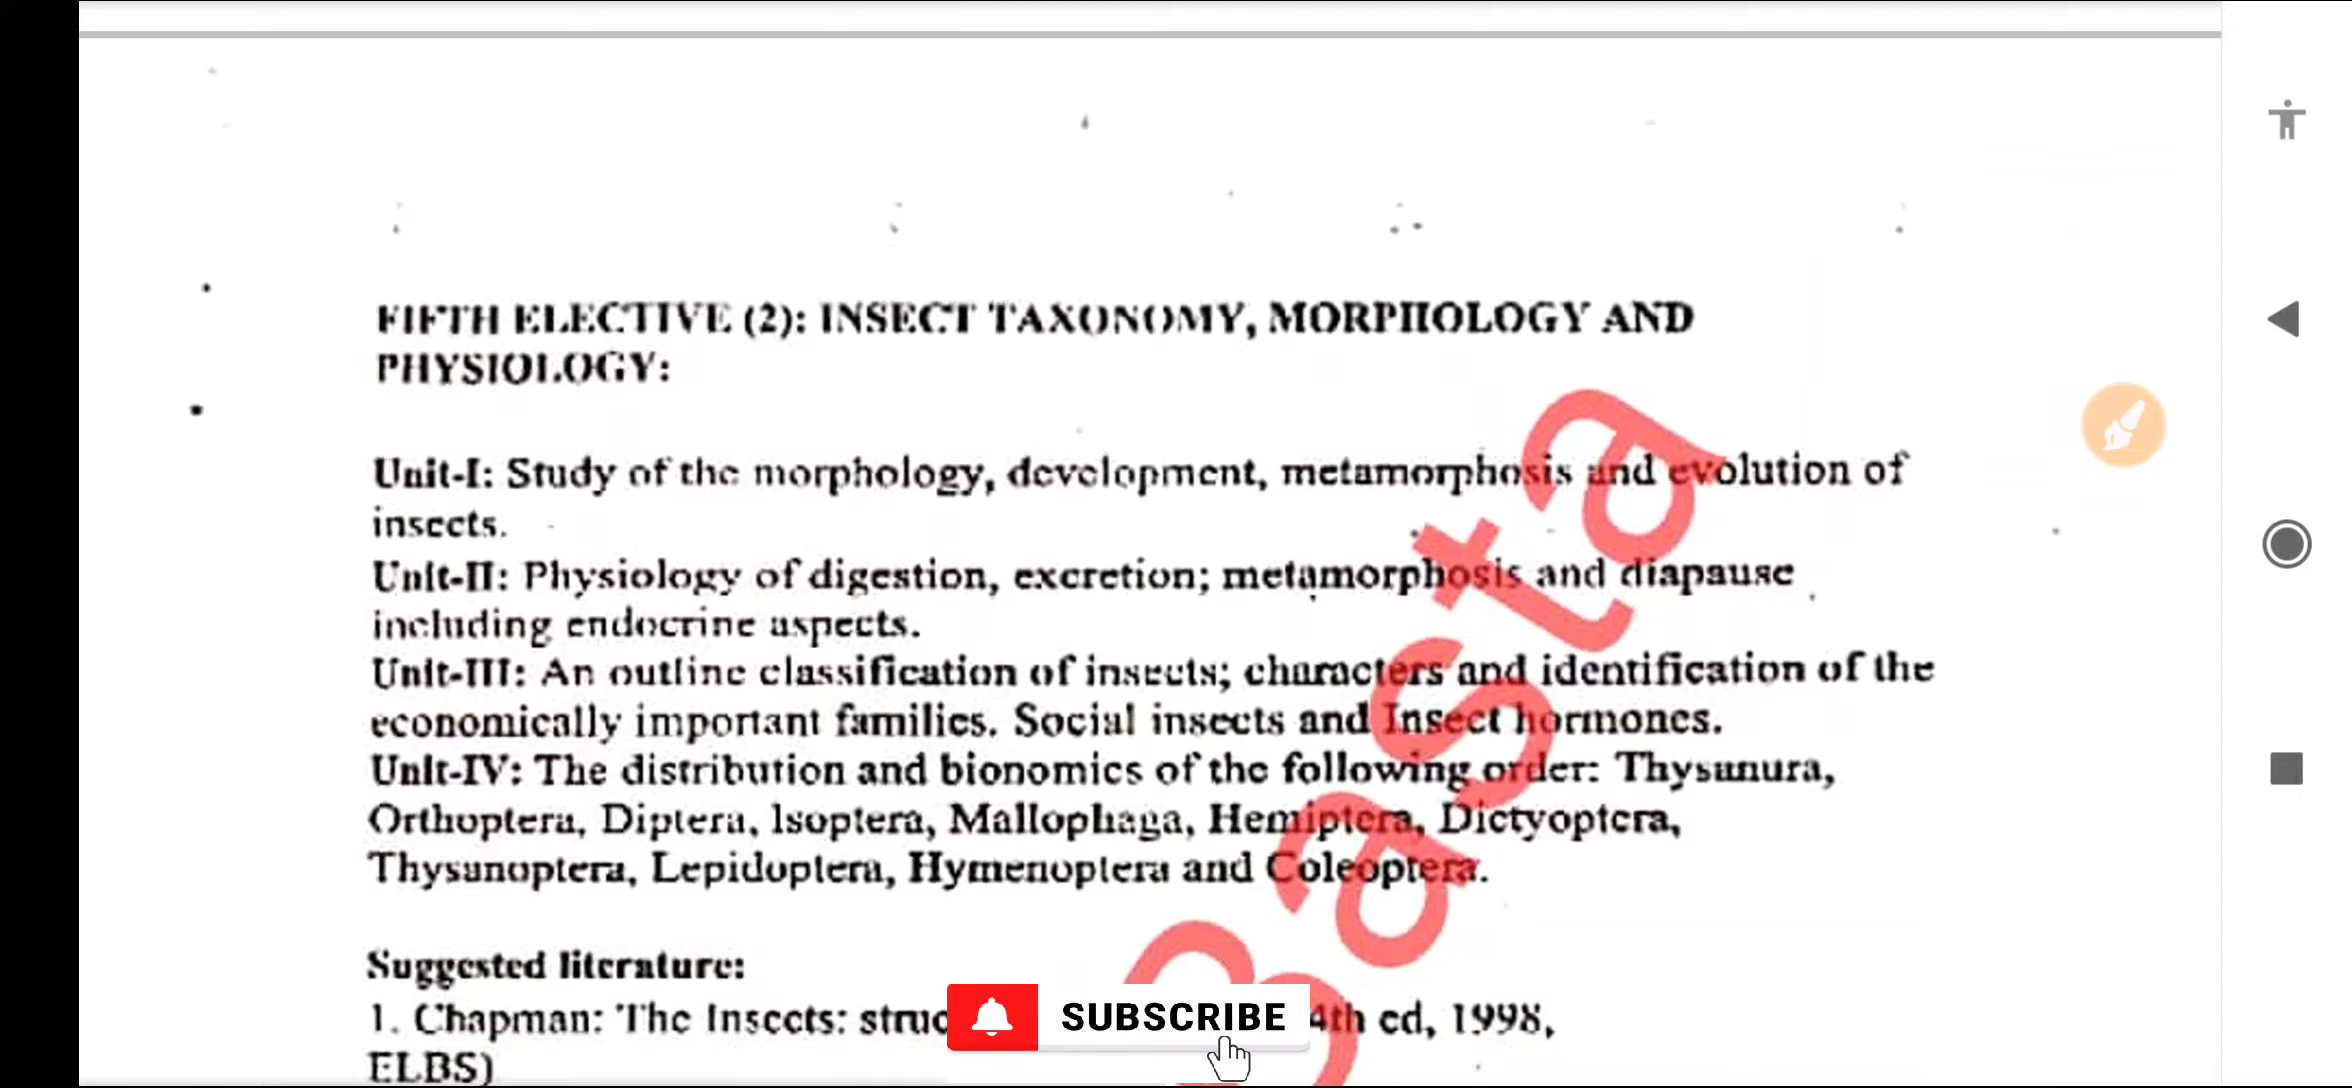 FIFTH ELECTIVE (2): INSECT TAXONOMY, MORPHOLOGY AND
PHYSIOLOGY:
Unit-I: Study of the morphology, development, metamorphosis and evolution of
insects.
Unit-II: Physiology of digestion, excretion; metamorphosis and diapause
including endocrine aspects.
Unit-III: An outline classification of insects; characters and identification of the
economically important families. Social insects and Insect hormones.
Unit-IV: The distribution and bionomics of the following order: Thysanura,
Orthoptera, Diptera, Isoptera, Mallophaga, Hemiptera, Dictyoptera,
Thysanoptera, Lepidoptera, Hymenoptera and Coleoptera.
Suggested literature:
1. Chapman: The Insects: struc 4th ed, 1998,
ELBS)
SUBSCRIBE
Basta